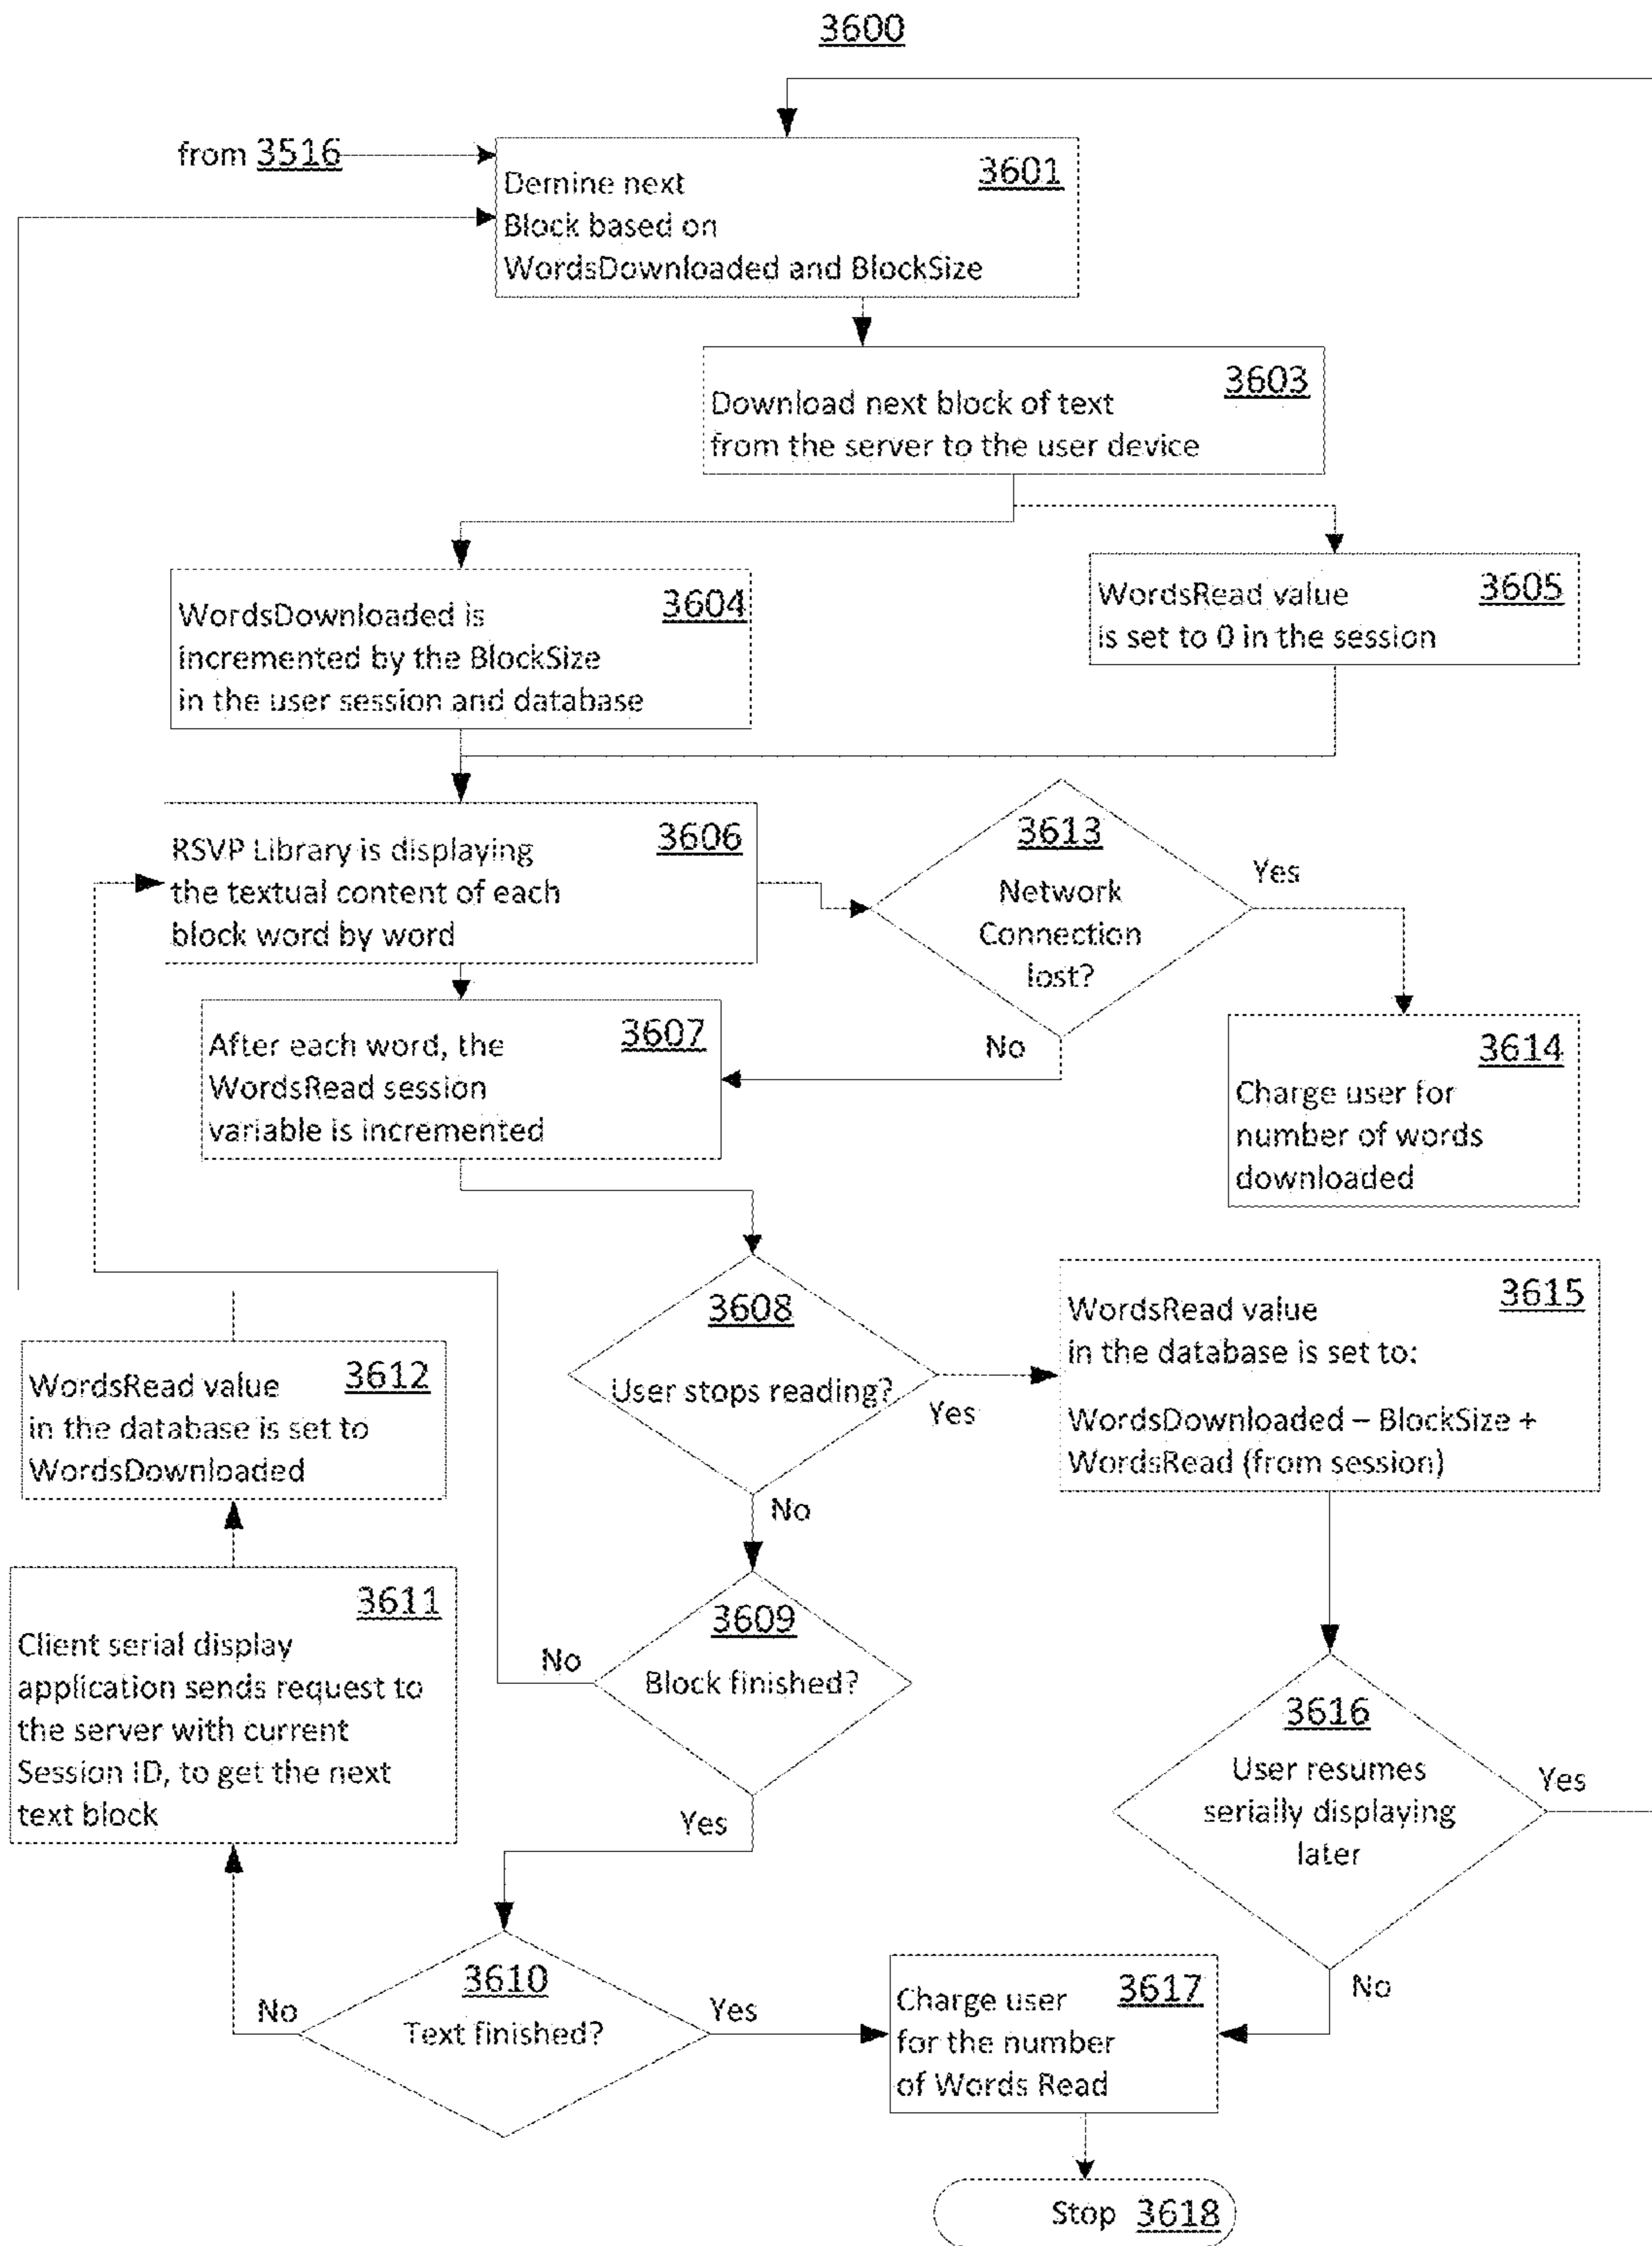 3600
from 3516
3601
Demine next
Block based on
WordsDownloaded and BlockSize
3603
Download next block of text
from the server to the user device
3604
WordsDownloaded is
incremented by the BlockSize
in the user session and database
3605
WordsRead value
is set to 0 in the session
3606
RSVP Library is displaying
the textual content of each
block word by word
3613
Network
Connection
lost?
Yes
No
3607
After each word, the
WordsRead session
variable is incremented
3614
Charge user for
number of words
downloaded
3608
User stops reading?
Yes
No
3615
WordsRead value
in the database is set to:
WordsDownloaded – BlockSize +
WordsRead (from session)
3612
WordsRead value
in the database is set to
WordsDownloaded
3611
Client serial display
application sends request to
the server with current
Session ID, to get the next
text block
3609
Block finished?
No
Yes
3616
User resumes
serially displaying
later
Yes
No
3610
Text finished?
No
Yes
3617
Charge user
for the number
of Words Read
Stop 3618